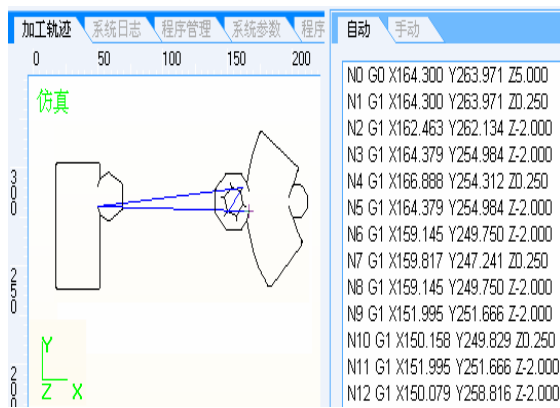 加工轨迹 系统日志 程序管理 系统参数 程序
自动 手动
0 50 100 150 200
仿真
300
250
200
Y
Z X
N0 G0 X164.300 Y263.971 Z5.000
N1 G1 X164.300 Y263.971 Z0.250
N2 G1 X162.463 Y262.134 Z-2.000
N3 G1 X164.379 Y254.984 Z-2.000
N4 G1 X166.888 Y254.312 Z0.250
N5 G1 X164.379 Y254.984 Z-2.000
N6 G1 X159.145 Y249.750 Z-2.000
N7 G1 X159.817 Y247.241 Z0.250
N8 G1 X159.145 Y249.750 Z-2.000
N9 G1 X151.995 Y251.666 Z-2.000
N10 G1 X150.158 Y249.829 Z0.250
N11 G1 X151.995 Y251.666 Z-2.000
N12 G1 X150.079 Y258.816 Z-2.000